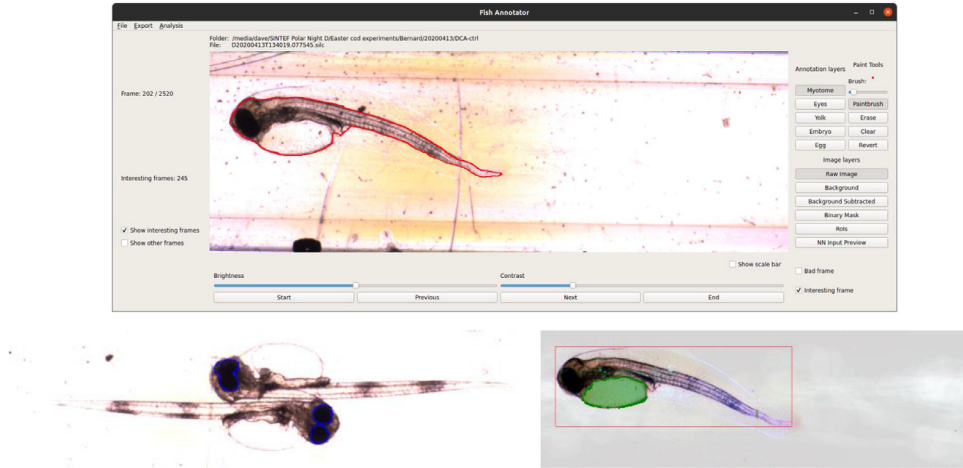 Fish Annotator
File Export Analysis
Folder: /media/dave/SINTEF Polar Night D/Easter cod experiments/Bernard/20200413/DCA-ctrl
File: D20200413T134019.077545.silc
Frame: 202 / 2520
Interesting frames: 245
Show interesting frames
Show other frames
Annotation layers Paint Tools
Brush:
Myotome
Eyes Paintbrush
Yolk Erase
Embryo Clear
Egg Revert
Image layers
Raw Image
Background
Background Subtracted
Binary Mask
RoIs
NN Input Preview
Show scale bar
Bad frame
Interesting frame
Brightness Contrast
Start Previous Next End